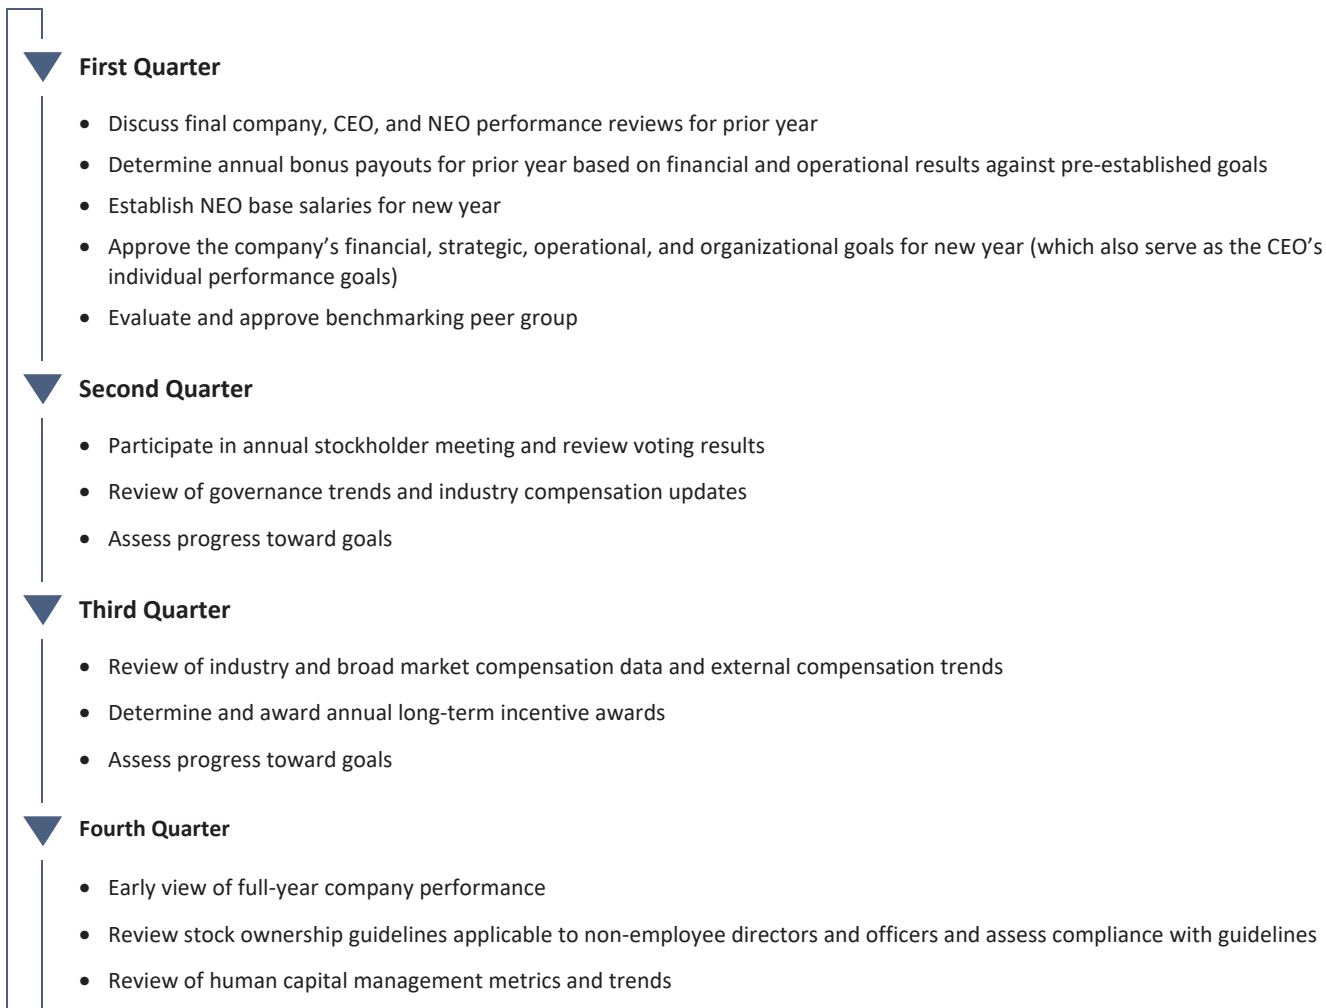 First Quarter
• Discuss final company, CEO, and NEO performance reviews for prior year
• Determine annual bonus payouts for prior year based on financial and operational results against pre-established goals
• Establish NEO base salaries for new year
• Approve the company’s financial, strategic, operational, and organizational goals for new year (which also serve as the CEO’s
individual performance goals)
• Evaluate and approve benchmarking peer group
Second Quarter
• Participate in annual stockholder meeting and review voting results
• Review of governance trends and industry compensation updates
• Assess progress toward goals
Third Quarter
• Review of industry and broad market compensation data and external compensation trends
• Determine and award annual long-term incentive awards
• Assess progress toward goals
Fourth Quarter
• Early view of full-year company performance
• Review stock ownership guidelines applicable to non-employee directors and officers and assess compliance with guidelines
• Review of human capital management metrics and trends